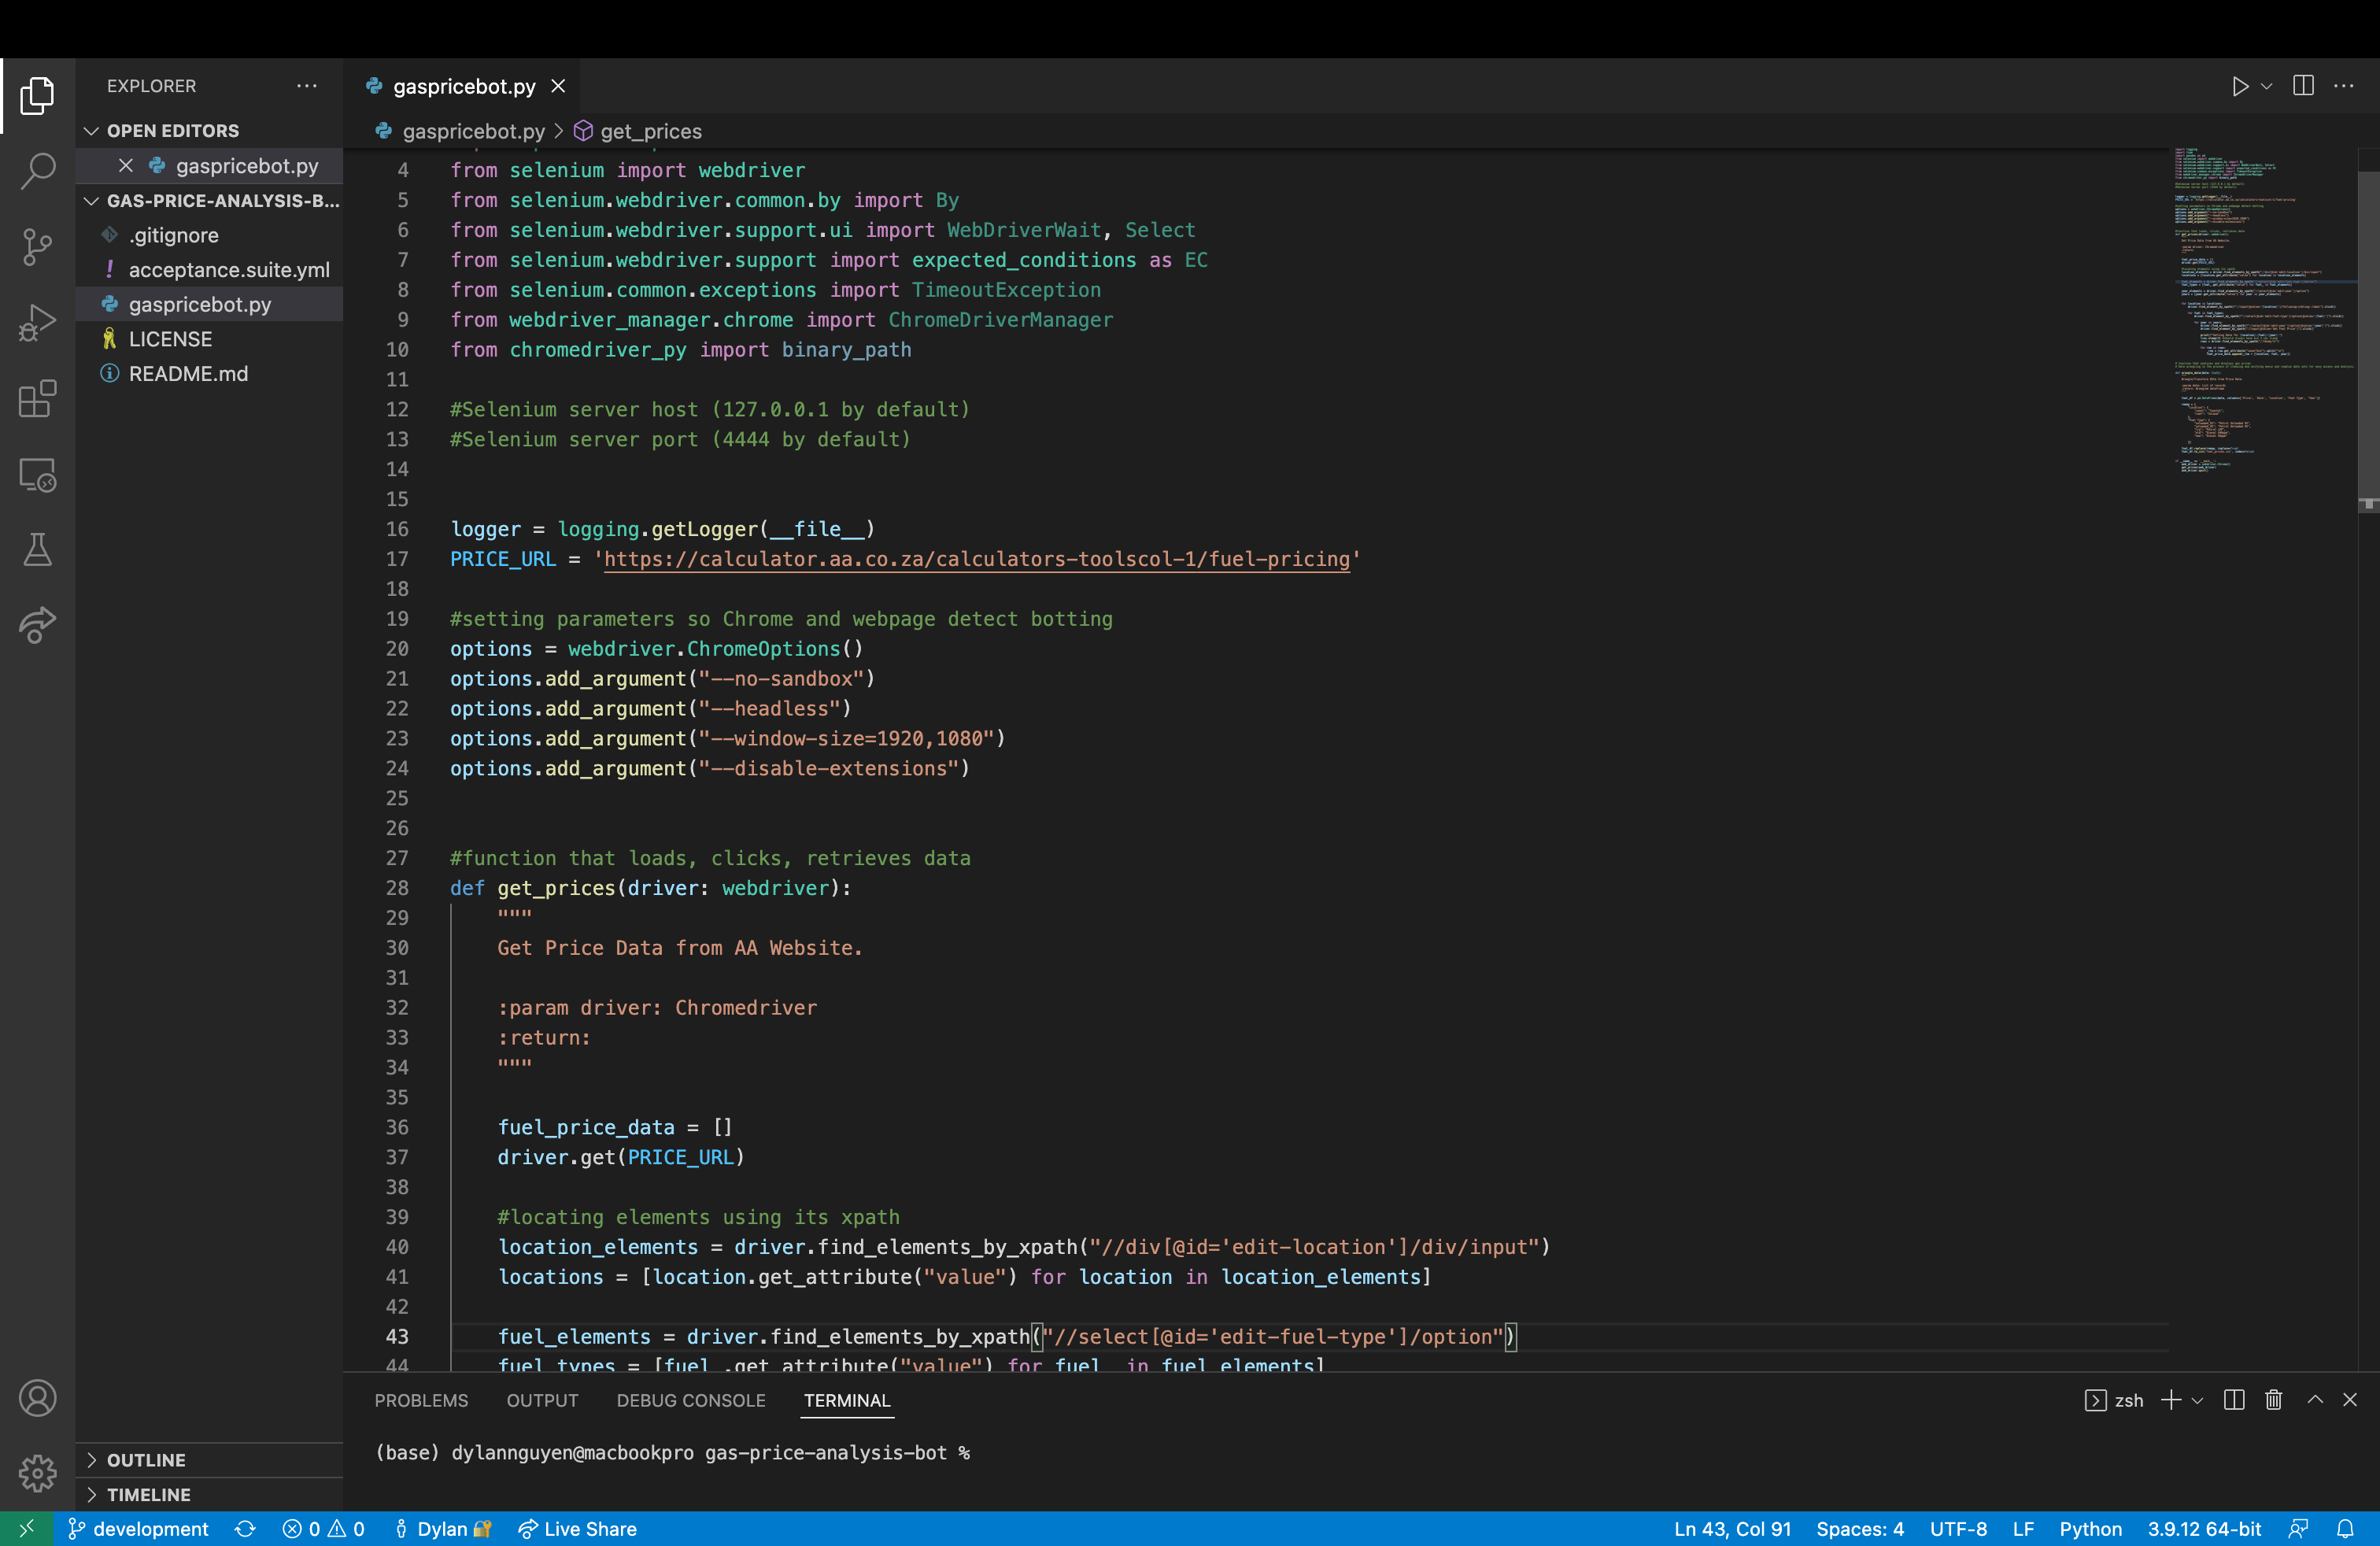 EXPLORER
OPEN EDITORS
gaspricebot.py
GAS-PRICE-ANALYSIS-B...
.gitignore
! acceptance.suite.yml
gaspricebot.py
LICENSE
README.md
OUTLINE
TIMELINE
gaspricebot.py
gaspricebot.py > get_prices
4 from selenium import webdriver
5 from selenium.webdriver.common.by import By
6 from selenium.webdriver.support.ui import WebDriverWait, Select
7 from selenium.webdriver.support import expected_conditions as EC
8 from selenium.common.exceptions import TimeoutException
9 from webdriver_manager.chrome import ChromeDriverManager
10 from chromedriver_py import binary_path
11
12 #Selenium server host (127.0.0.1 by default)
13 #Selenium server port (4444 by default)
14
15
16 logger = logging.getLogger(__file__)
17 PRICE_URL = 'https://calculator.aa.co.za/calculators-toolscol-1/fuel-pricing'
18
19 #setting parameters so Chrome and webpage detect botting
20 options = webdriver.ChromeOptions()
21 options.add_argument("--no-sandbox")
22 options.add_argument("--headless")
23 options.add_argument("--window-size=1920,1080")
24 options.add_argument("--disable-extensions")
25
26
27 #function that loads, clicks, retrieves data
28 def get_prices(driver: webdriver):
29 """
30 Get Price Data from AA Website.
31
32 :param driver: Chromedriver
33 :return:
34 """
35
36 fuel_price_data = []
37 driver.get(PRICE_URL)
38
39 #locating elements using its xpath
40 location_elements = driver.find_elements_by_xpath("//div[@id='edit-location']/div/input")
41 locations = [location.get_attribute("value") for location in location_elements]
42
43 fuel_elements = driver.find_elements_by_xpath("//select[@id='edit-fuel-type']/option")
44 fuel_types = [fuel_.get_attribute("value") for fuel_ in fuel_elements]
PROBLEMS OUTPUT DEBUG CONSOLE TERMINAL
zsh
(base) dylannguyen@macbookpro gas-price-analysis-bot %
development 0 0 Dylan Live Share
Ln 43, Col 91 Spaces: 4 UTF-8 LF Python 3.9.12 64-bit